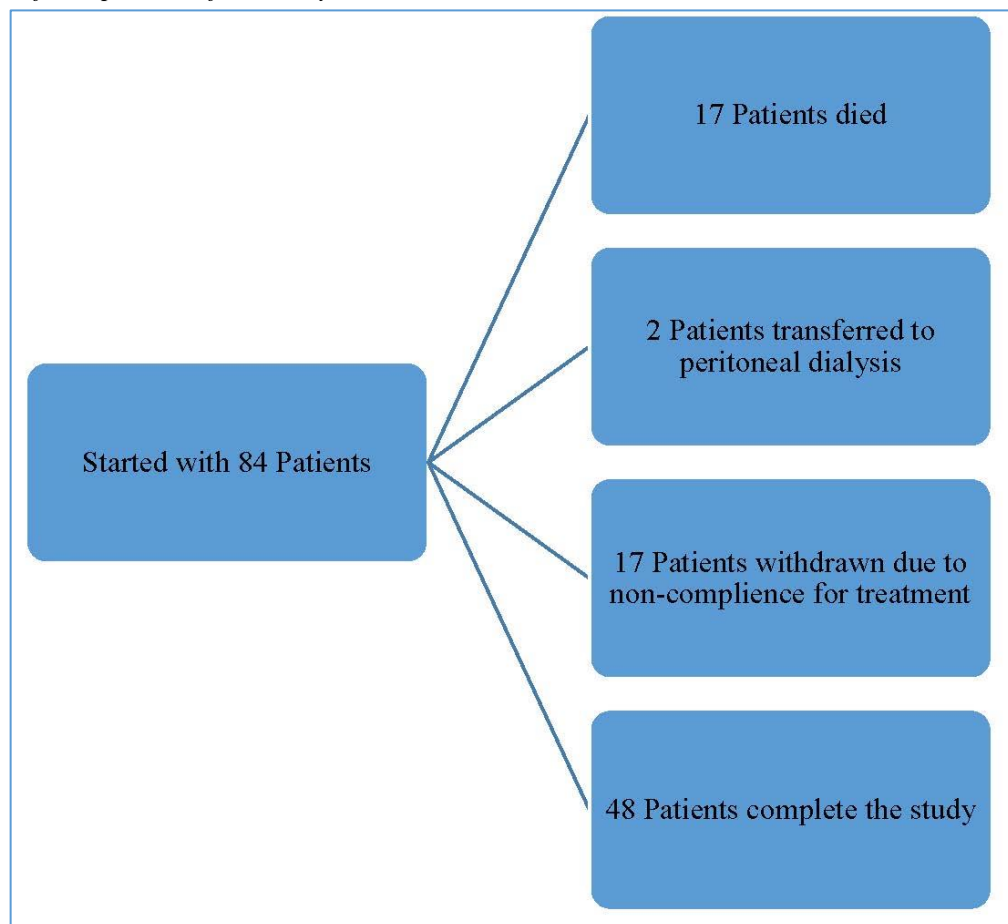 17 Patients died
2 Patients transferred to
peritoneal dialysis
Started with 84 Patients
17 Patients withdrawn due to
non-complience for treatment
48 Patients complete the study